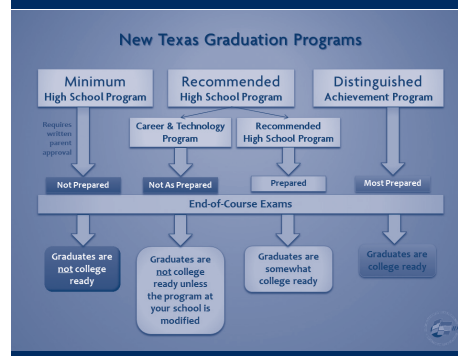 New Texas Graduation Programs
Minimum
High School Program
Recommended
High School Program
Distinguished
Achievement Program
Requires
written
parent
approval
Career & Technology
Program
Recommended
High School Program
Not Prepared
Not As Prepared
Prepared
Most Prepared
End-of-Course Exams
Graduates are
not college
ready
Graduates are
not college
ready unless
the program at
your school is
modified
Graduates are
somewhat
college ready
Graduates are
college ready